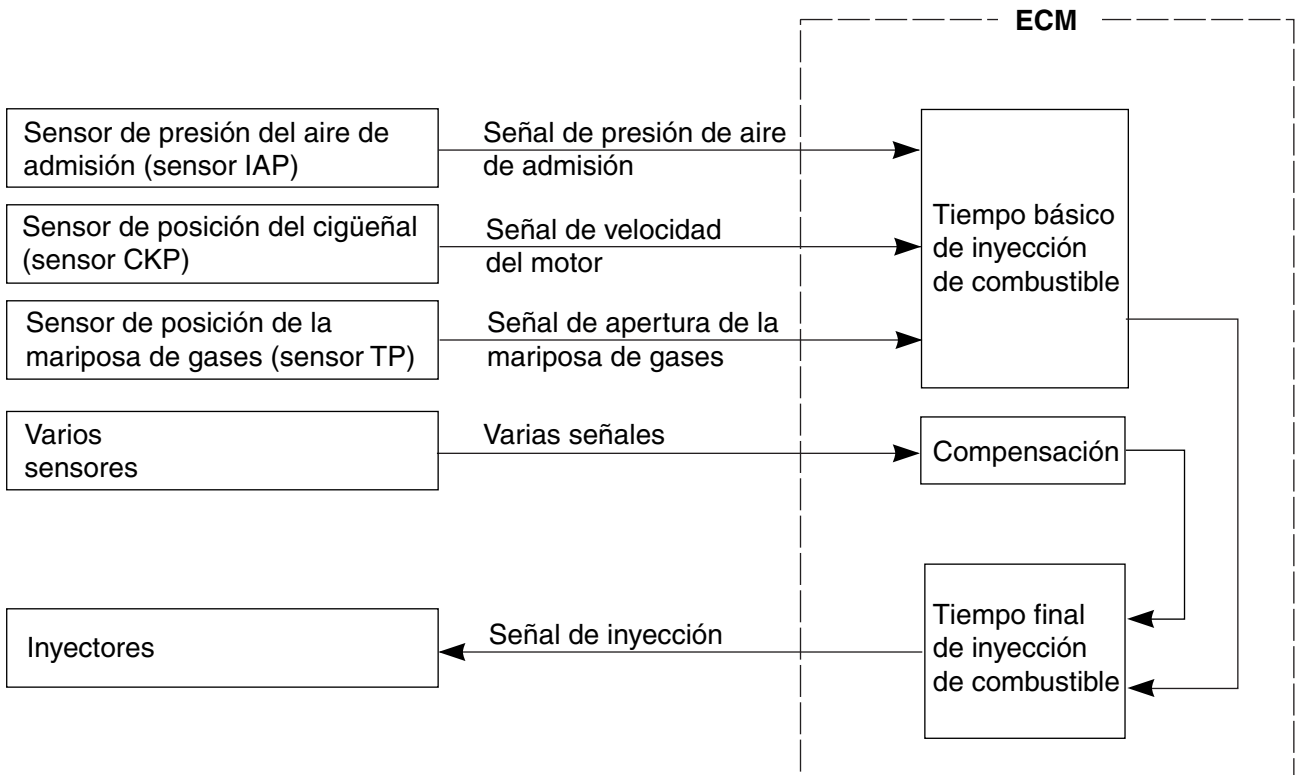 ECM
Sensor de presión del aire de
admisión (sensor IAP)
Señal de presión de aire
de admisión
Sensor de posición del cigüeñal
(sensor CKP)
Señal de velocidad
del motor
Tiempo básico
de inyección
de combustible
Sensor de posición de la
mariposa de gases (sensor TP)
Señal de apertura de la
mariposa de gases
Varios
sensores
Varias señales
Compensación
Inyectores
Señal de inyección
Tiempo final
de inyección
de combustible